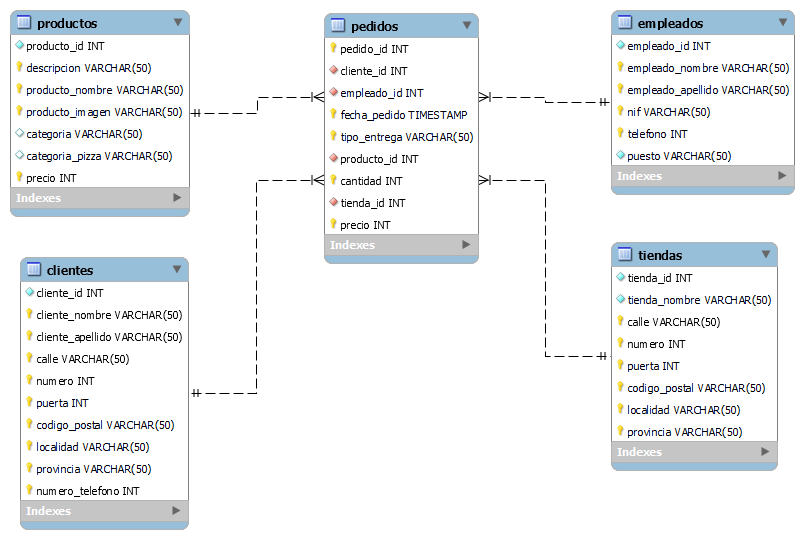 productos
producto_id INT
descripcion VARCHAR(50)
producto_nombre VARCHAR(50)
producto_imagen VARCHAR(50)
categoria VARCHAR(50)
categoria_pizza VARCHAR(50)
precio INT
Indexes
pedidos
pedido_id INT
cliente_id INT
empleado_id INT
fecha_pedido TIMESTAMP
tipo_entrega VARCHAR(50)
producto_id INT
cantidad INT
tienda_id INT
precio INT
Indexes
empleados
empleado_id INT
empleado_nombre VARCHAR(50)
empleado_apellido VARCHAR(50)
nif VARCHAR(50)
telefono INT
puesto VARCHAR(50)
Indexes
clientes
cliente_id INT
cliente_nombre VARCHAR(50)
cliente_apellido VARCHAR(50)
calle VARCHAR(50)
numero INT
puerta INT
codigo_postal VARCHAR(50)
localidad VARCHAR(50)
provincia VARCHAR(50)
numero_telefono INT
Indexes
tiendas
tienda_id INT
tienda_nombre VARCHAR(50)
calle VARCHAR(50)
numero INT
puerta INT
codigo_postal VARCHAR(50)
localidad VARCHAR(50)
provincia VARCHAR(50)
Indexes